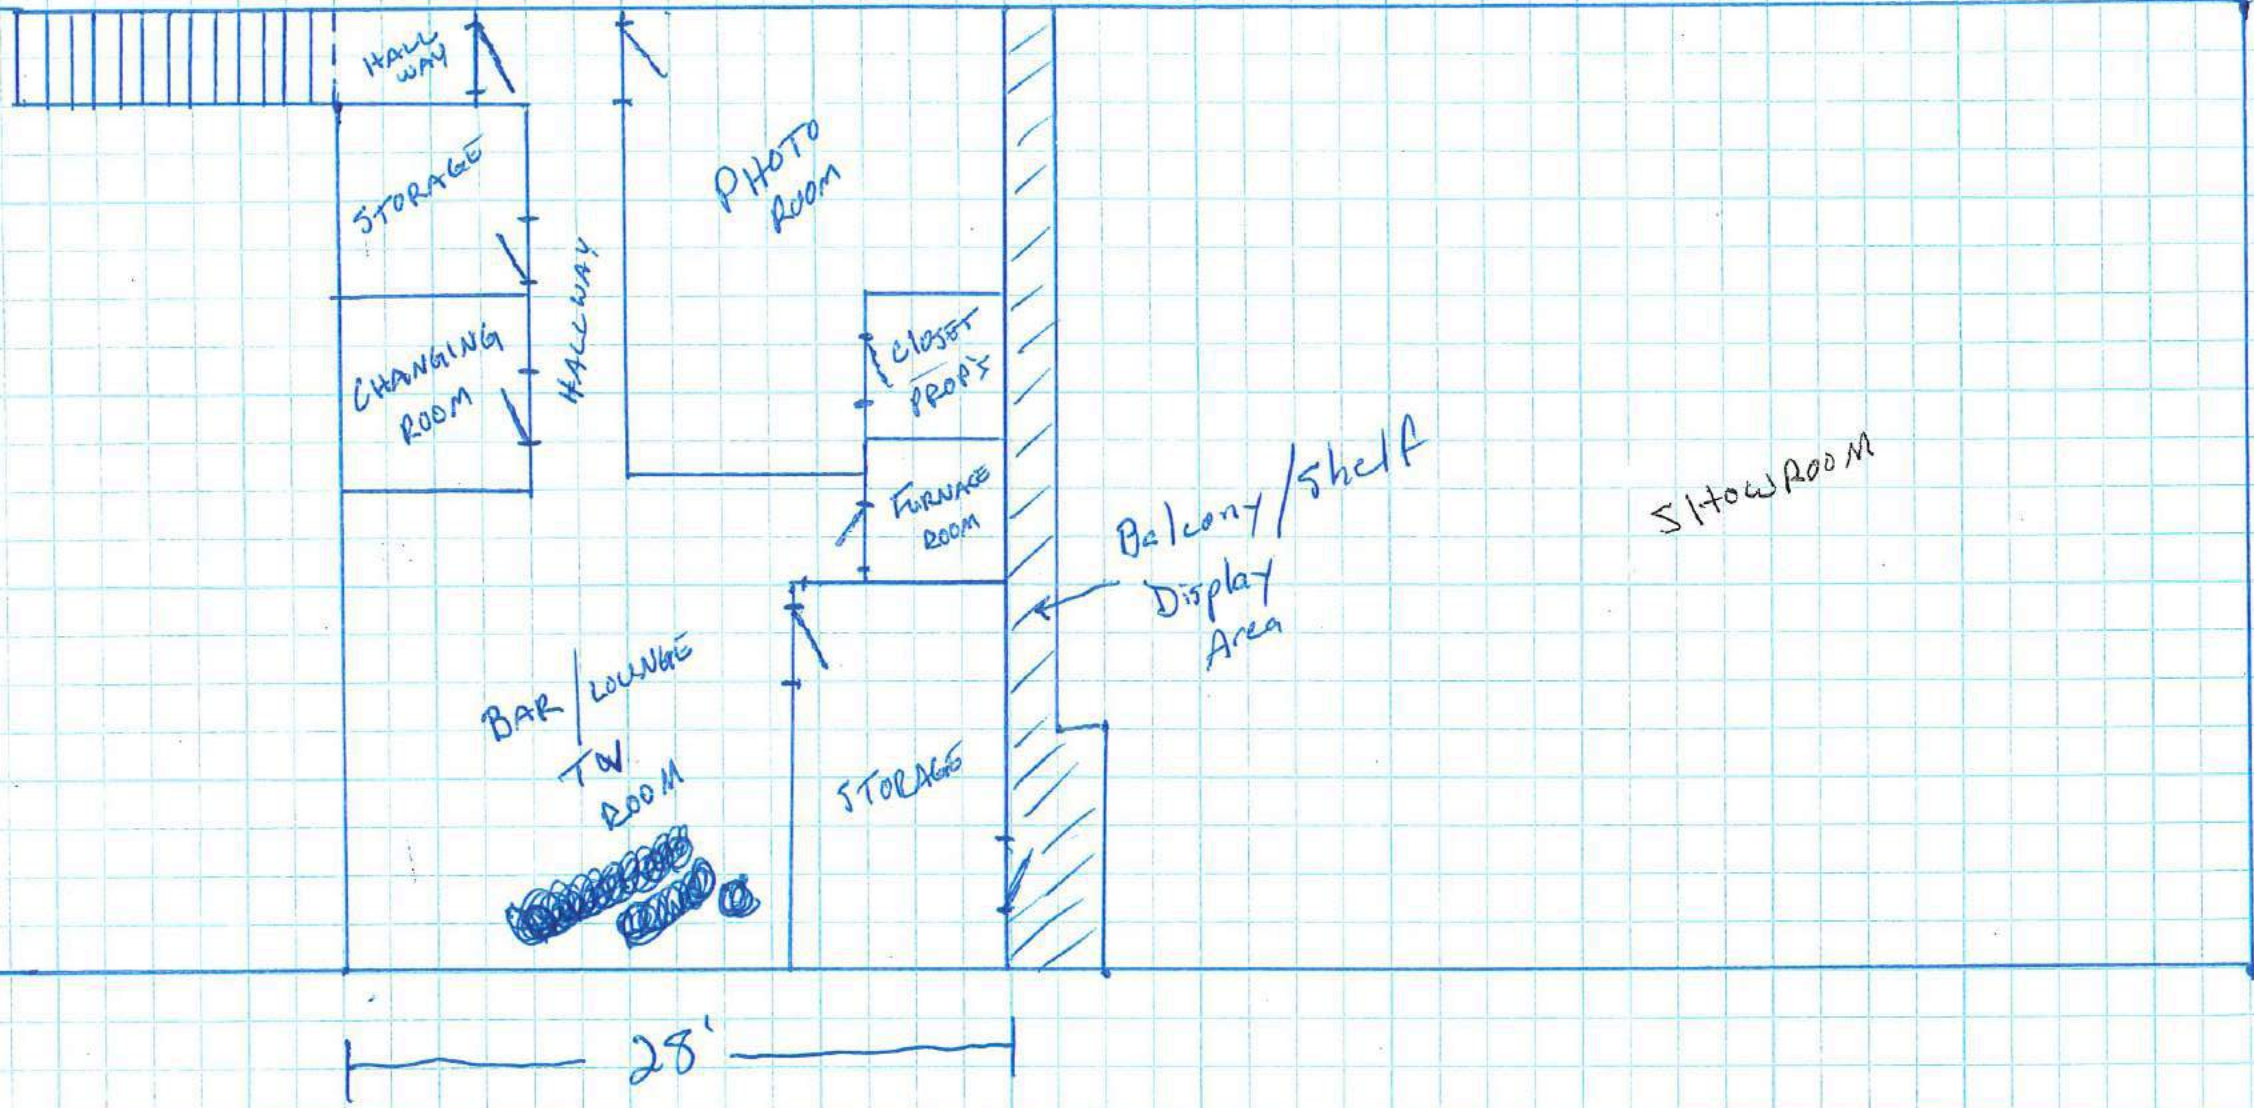 HALL
WAY
STORAGE
CHANGING
ROOM
HALLWAY
PHOTO
ROOM
CLOSET
PROP'S
FURNACE
ROOM
Balcony/Shelf
Display
Area
SHOWROOM
BAR/LOUNGE
TV
ROOM
STORAGE
28'